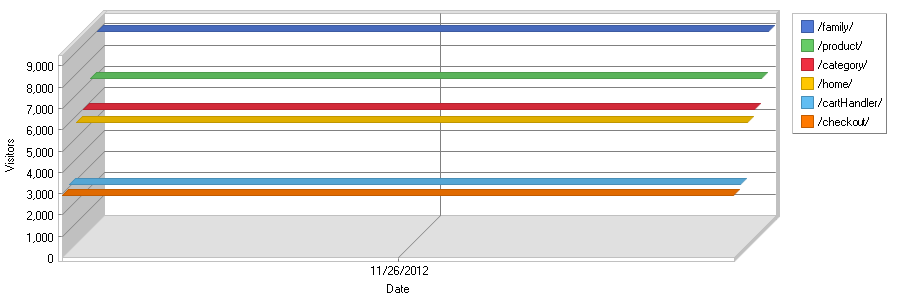 /family/
/product/
/category/
/home/
/cartHandler/
/checkout/
Visitors
9,000
8,000
7,000
6,000
5,000
4,000
3,000
2,000
1,000
0
11/26/2012
Date